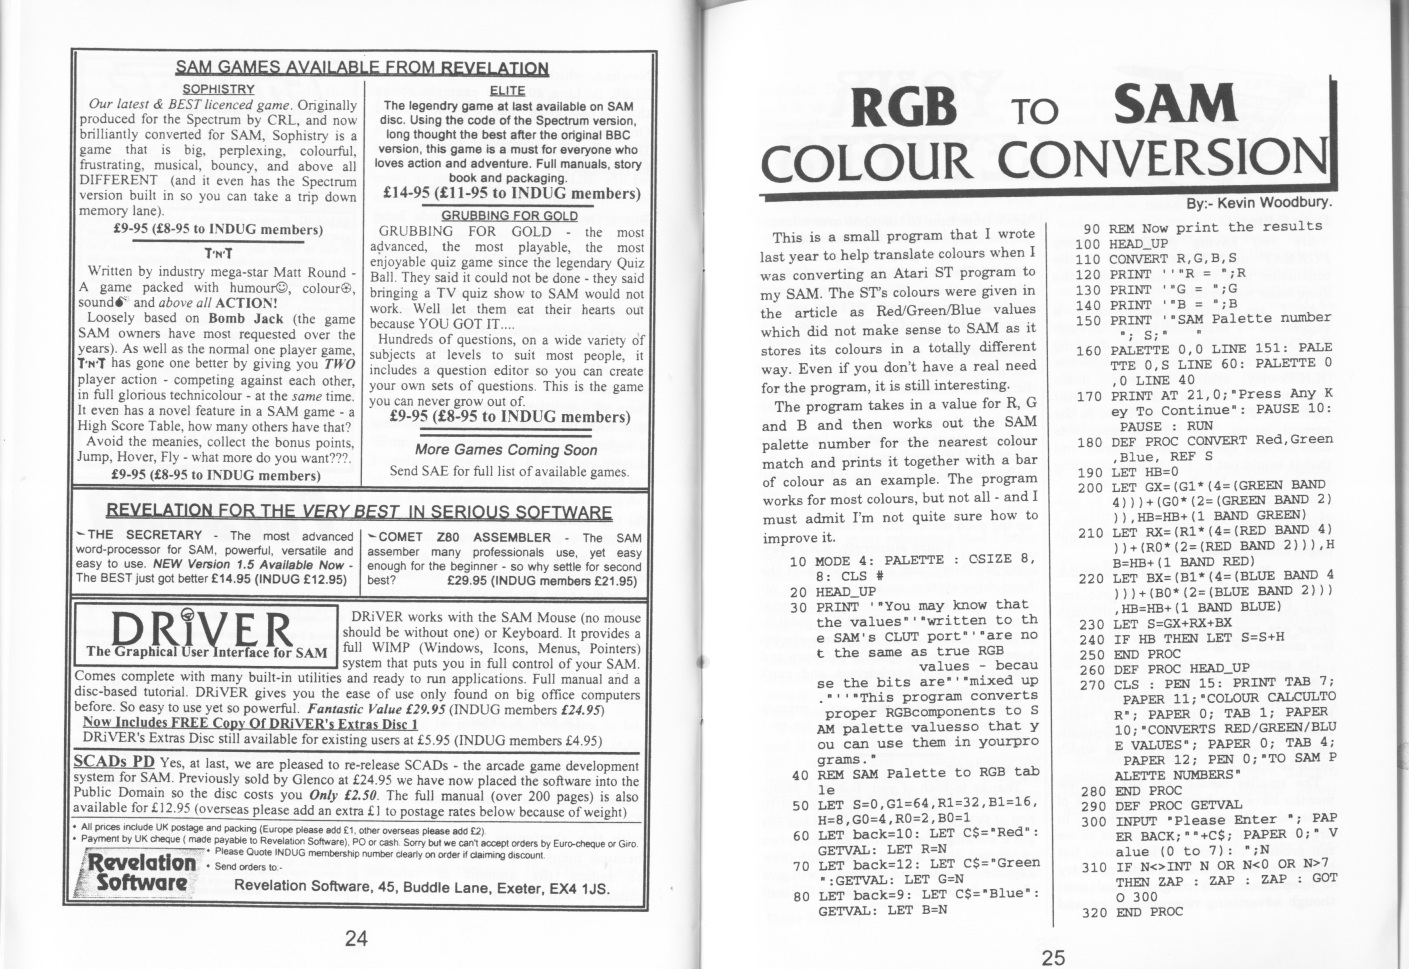 SAM GAMES AVAILABLE FROM REVELATION
SOPHISTRY
Our latest & BEST licenced game. Originally
produced for the Spectrum by CRL, and now
brilliantly converted for SAM, Sophistry is a
game that is big, perplexing, colourful,
frustrating, musical, bouncy, and above all
DIFFERENT (and it even has the Spectrum
version built in so you can take a trip down
memory lane).
£9-95 (£8-95 to INDUG members)
T'N'T
Written by industry mega-star Matt Round -
A game packed with humour☺, colour
sound💣 and above all ACTION!
Loosely based on Bomb Jack (the game
SAM owners have most requested over the
years). As well as the normal one player game,
T'N'T has gone one better by giving you TWO
player action - competing against each other,
in full glorious technicolour - at the same time.
It even has a novel feature in a SAM game - a
High Score Table, how many others have that?
Avoid the meanies, collect the bonus points,
Jump, Hover, Fly - what more do you want???.
£9-95 (£8-95 to INDUG members)
ELITE
The legendry game at last available on SAM
disc. Using the code of the Spectrum version,
long thought the best after the original BBC
version, this game is a must for everyone who
loves action and adventure. Full manuals, story
book and packaging.
£14-95 (£11-95 to INDUG members)
GRUBBING FOR GOLD
GRUBBING FOR GOLD - the most
advanced, the most playable, the most
enjoyable quiz game since the legendary Quiz
Ball. They said it could not be done - they said
bringing a TV quiz show to SAM would not
work. Well let them eat their hearts out
because YOU GOT IT....
Hundreds of questions, on a wide variety of
subjects at levels to suit most people, it
includes a question editor so you can create
your own sets of questions. This is the game
you can never grow out of.
£9-95 (£8-95 to INDUG members)
More Games Coming Soon
Send SAE for full list of available games.
REVELATION FOR THE VERY BEST IN SERIOUS SOFTWARE
THE SECRETARY - The most advanced
word-processor for SAM, powerful, versatile and
easy to use. NEW Version 1.5 Available Now -
The BEST just got better £14.95 (INDUG £12.95)
COMET Z80 ASSEMBLER - The SAM
assember many professionals use, yet easy
enough for the beginner - so why settle for second
best? £29.95 (INDUG members £21.95)
DRiVER
The Graphical User Interface for SAM
DRiVER works with the SAM Mouse (no mouse
should be without one) or Keyboard. It provides a
full WIMP (Windows, Icons, Menus, Pointers)
system that puts you in full control of your SAM.
Comes complete with many built-in utilities and ready to run applications. Full manual and a
disc-based tutorial. DRiVER gives you the ease of use only found on big office computers
before. So easy to use yet so powerful. Fantastic Value £29.95 (INDUG members £24.95)
Now Includes FREE Copy Of DRiVER's Extras Disc 1
DRiVER's Extras Disc still available for existing users at £5.95 (INDUG members £4.95)
SCADs PD Yes, at last, we are pleased to re-release SCADs - the arcade game development
system for SAM. Previously sold by Glenco at £24.95 we have now placed the software into the
Public Domain so the disc costs you Only £2.50. The full manual (over 200 pages) is also
available for £12.95 (overseas please add an extra £1 to postage rates below because of weight)
• All prices include UK postage and packing (Europe please add £1, other overseas please add £2).
• Payment by UK cheque ( made payable to Revelation Software), PO or cash. Sorry but we can't accept orders by Euro-cheque or Giro.
• Please Quote INDUG membership number clearly on order if claiming discount.
• Send orders to:-
Revelation
Software
Revelation Software, 45, Buddle Lane, Exeter, EX4 1JS.
24
RGB TO SAM
COLOUR CONVERSION
By:- Kevin Woodbury.
This is a small program that I wrote
last year to help translate colours when I
was converting an Atari ST program to
my SAM. The ST's colours were given in
the article as Red/Green/Blue values
which did not make sense to SAM as it
stores its colours in a totally different
way. Even if you don't have a real need
for the program, it is still interesting.
The program takes in a value for R, G
and B and then works out the SAM
palette number for the nearest colour
match and prints it together with a bar
of colour as an example. The program
works for most colours, but not all - and I
must admit I'm not quite sure how to
improve it.
10 MODE 4: PALETTE : CSIZE 8,
8: CLS #
20 HEAD_UP
30 PRINT '"You may know that
the values"'"written to th
e SAM's CLUT port"'"are no
t the same as true RGB
values - becau
se the bits are"'"mixed up
."'''"This program converts
proper RGBcomponents to S
AM palette valuesso that y
ou can use them in yourpro
grams."
40 REM SAM Palette to RGB tab
le
50 LET S=0,G1=64,R1=32,B1=16,
H=8,G0=4,R0=2,B0=1
60 LET back=10: LET C$="Red":
GETVAL: LET R=N
70 LET back=12: LET C$="Green
":GETVAL: LET G=N
80 LET back=9: LET C$="Blue":
GETVAL: LET B=N
90 REM Now print the results
100 HEAD_UP
110 CONVERT R,G,B,S
120 PRINT ''"R = ";R
130 PRINT '"G = ";G
140 PRINT '"B = ";B
150 PRINT '"SAM Palette number
"; S;" "
160 PALETTE 0,0 LINE 151: PALE
TTE 0,S LINE 60: PALETTE 0
,0 LINE 40
170 PRINT AT 21,0;"Press Any K
ey To Continue": PAUSE 10:
PAUSE : RUN
180 DEF PROC CONVERT Red,Green
,Blue, REF S
190 LET HB=0
200 LET GX=(G1*(4=(GREEN BAND
4)))+(G0*(2=(GREEN BAND 2)
)),HB=HB+(1 BAND GREEN)
210 LET RX=(R1*(4=(RED BAND 4)
))+(R0*(2=(RED BAND 2))),H
B=HB+(1 BAND RED)
220 LET BX=(B1*(4=(BLUE BAND 4
)))+(B0*(2=(BLUE BAND 2)))
,HB=HB+(1 BAND BLUE)
230 LET S=GX+RX+BX
240 IF HB THEN LET S=S+H
250 END PROC
260 DEF PROC HEAD_UP
270 CLS : PEN 15: PRINT TAB 7;
PAPER 11;"COLOUR CALCULTO
R"; PAPER 0; TAB 1; PAPER
10;"CONVERTS RED/GREEN/BLU
E VALUES"; PAPER 0; TAB 4;
PAPER 12; PEN 0;"TO SAM P
ALETTE NUMBERS"
280 END PROC
290 DEF PROC GETVAL
300 INPUT "Please Enter "; PAP
ER BACK;""+C$; PAPER 0;" V
alue (0 to 7): ";N
310 IF N<>INT N OR N<0 OR N>7
THEN ZAP : ZAP : ZAP : GOT
O 300
320 END PROC
25